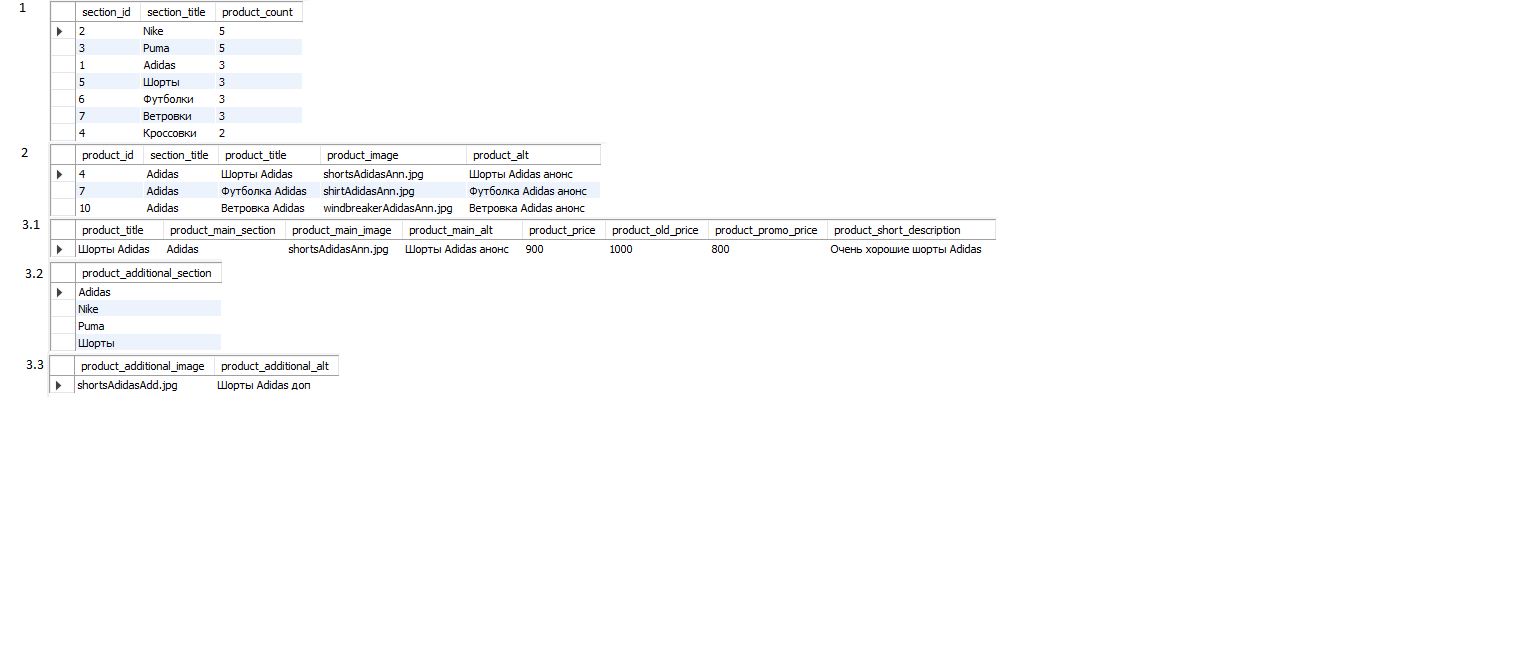 1 section_id section_title product_count
2 Nike 5
3 Puma 5
1 Adidas 3
5 Шорты 3
6 Футболки 3
7 Ветровки 3
4 Кроссовки 2
2 product_id section_title product_title product_image product_alt
4 Adidas Шорты Adidas shortsAdidasAnn.jpg Шорты Adidas анонс
7 Adidas Футболка Adidas shirtAdidasAnn.jpg Футболка Adidas анонс
10 Adidas Ветровка Adidas windbreakerAdidasAnn.jpg Ветровка Adidas анонс
3.1 product_title product_main_section product_main_image product_main_alt product_price product_old_price product_promo_price product_short_description
Шорты Adidas Adidas shortsAdidasAnn.jpg Шорты Adidas анонс 900 1000 800 Очень хорошие шорты Adidas
3.2 product_additional_section
Adidas
Nike
Puma
Шорты
3.3 product_additional_image product_additional_alt
shortsAdidasAdd.jpg Шорты Adidas доп